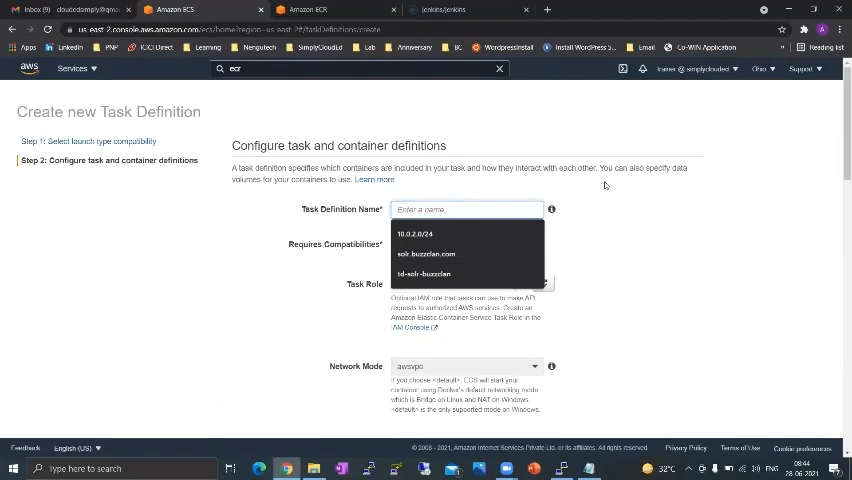 Inbox (9) - cloudedsimply@gma
Amazon ECS
Amazon ECR
jenkins/jenkins
us-east-2.console.aws.amazon.com/ecs/home?region=us-east-2#/taskDefinitions/create
Apps LinkedIn PNP ICICI Direct Learning Nengutech SimplyCloudEd Lab Anniversary BC WordpressInstall Install WordPress 5... Email Co-WIN Application Reading list
aws Services ecr trainer @ simplyclouded Ohio Support
Create new Task Definition
Step 1: Select launch type compatibility
Step 2: Configure task and container definitions
Configure task and container definitions
A task definition specifies which containers are included in your task and how they interact with each other. You can also specify data
volumes for your containers to use. Learn more
Task Definition Name* Enter a name.
10.0.2.0/24
Requires Compatibilities*
solr.buzzclan.com
td-solr-buzzclan
Task Role
Optional IAM role that tasks can use to make API
requests to authorized AWS services. Create an
Amazon Elastic Container Service Task Role in the
IAM Console
Network Mode awsvpc
If you choose <default>, ECS will start your
container using Docker's default networking mode,
which is Bridge on Linux and NAT on Windows.
<default> is the only supported mode on Windows.
Feedback English (US) © 2008 - 2021, Amazon Internet Services Private Ltd. or its affiliates. All rights reserved. Privacy Policy Terms of Use Cookie preferences
Type here to search 32°C ENG 08:44
28-06-2021